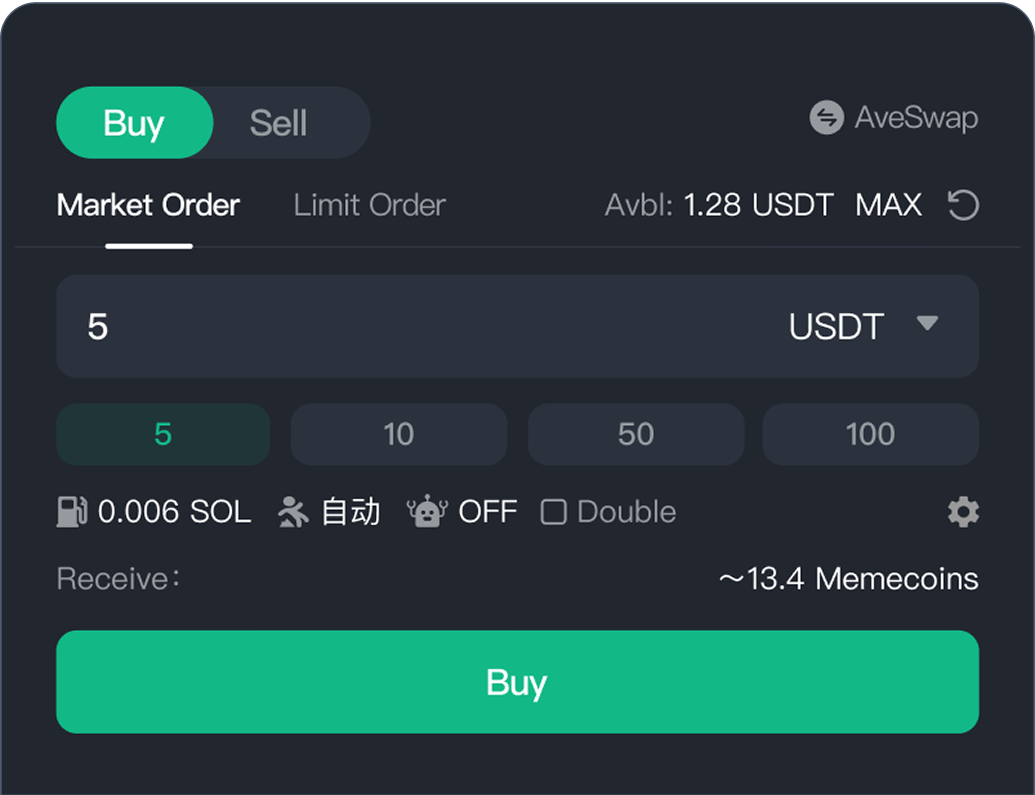 Buy Sell AveSwap
Market Order Limit Order Avbl: 1.28 USDT MAX
5 USDT
5 10 50 100
0.006 SOL 自动 OFF Double
Receive： ～13.4 Memecoins
Buy